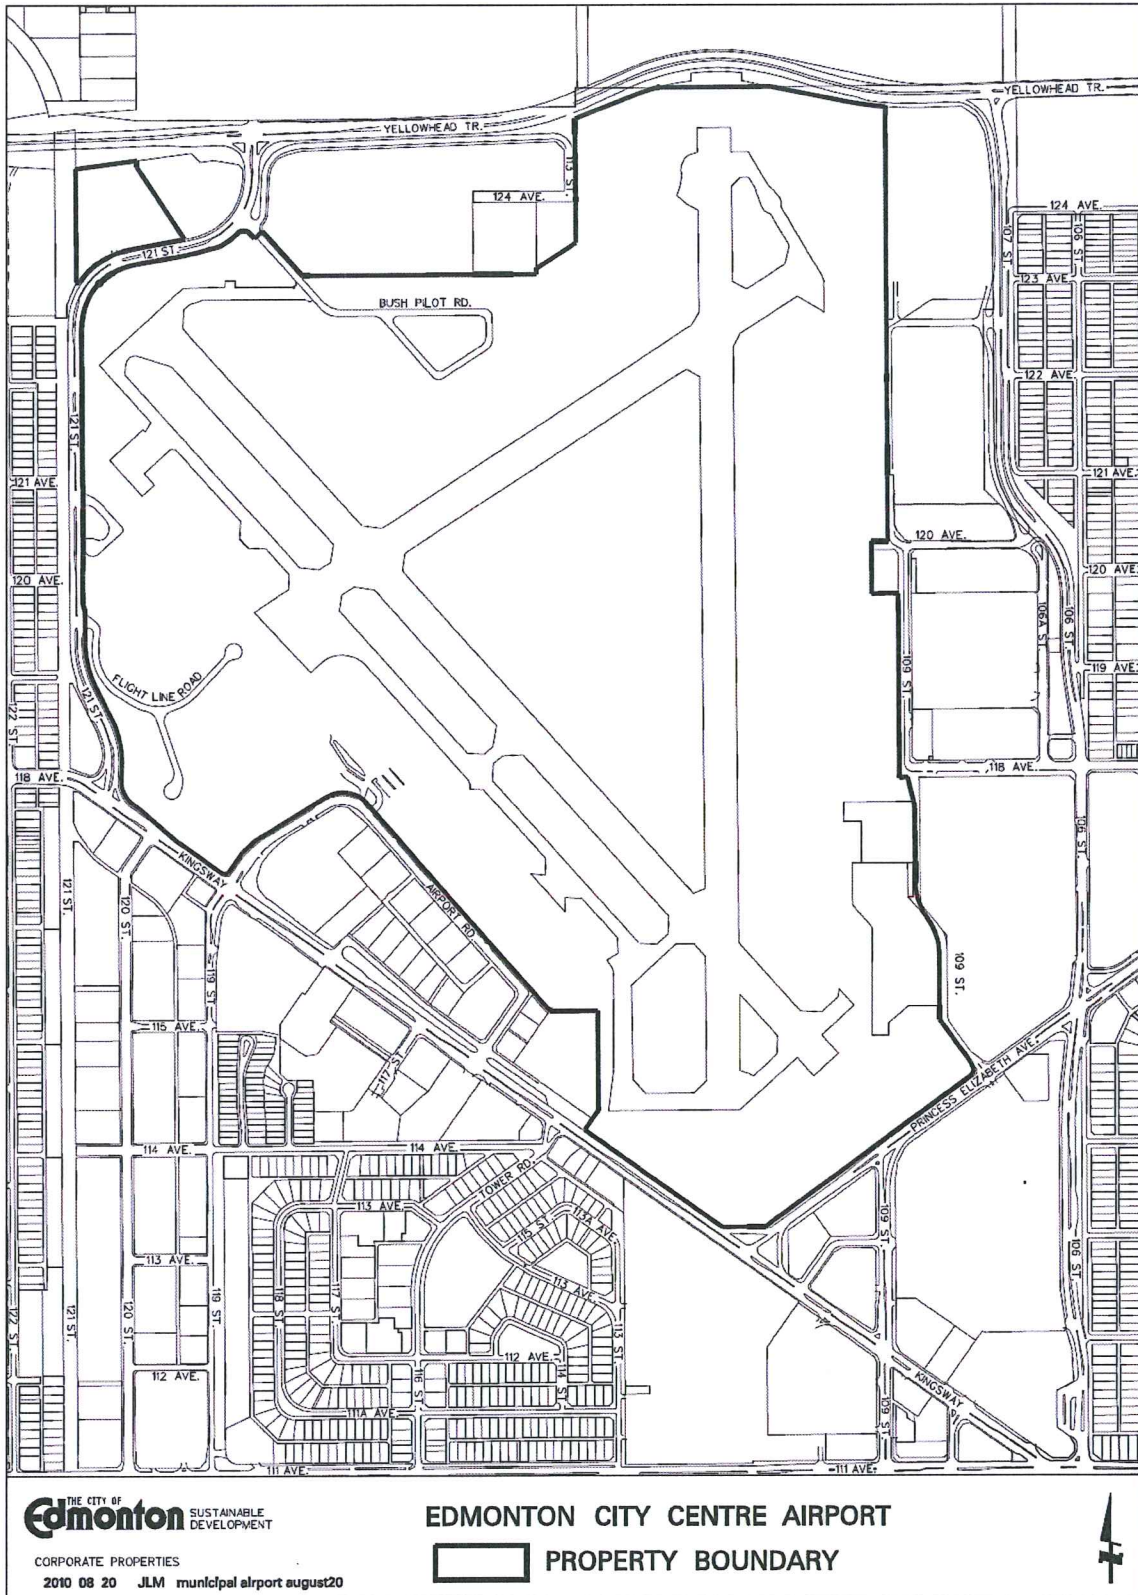 YELLOWHEAD TR.
YELLOWHEAD TR.
113 ST.
124 AVE.
124 AVE.
107 ST.
106 ST.
121 ST.
123 AVE
BUSH PILOT RD.
122 AVE.
121 ST.
121 AVE.
121 AVE.
120 AVE.
120 AVE.
120 AVE.
106A ST.
106 ST.
109 ST.
119 AVE.
FLIGHT LINE ROAD
121 ST.
122 ST.
118 AVE.
118 AVE.
106 ST.
KINGSWAY
AIRPORT RD.
121 ST.
120 ST.
119 ST.
109 ST.
115 AVE.
117 ST.
PRINCESS ELIZABETH AVE.
114 AVE.
114 AVE.
TOWER RD.
113 AVE.
115 ST.
113A AVE.
109 ST.
113 AVE.
113 AVE.
106 ST.
122 ST.
121 ST.
120 ST.
119 ST.
118 ST.
117 ST.
113 ST.
112 AVE.
112 AVE.
114 ST.
116 ST.
KINGSWAY
111A AVE.
109 ST.
111 AVE.
111 AVE.
THE CITY OF
Edmonton
SUSTAINABLE
DEVELOPMENT
EDMONTON CITY CENTRE AIRPORT
PROPERTY BOUNDARY
CORPORATE PROPERTIES
2010 08 20 JLM municipal airport august20
N